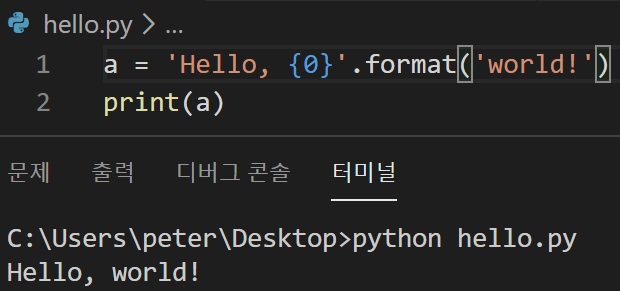 hello.py > ...
1 a = 'Hello, {0}'.format('world!')
2 print(a)
문제 출력 디버그 콘솔 터미널
C:\Users\peter\Desktop>python hello.py
Hello, world!